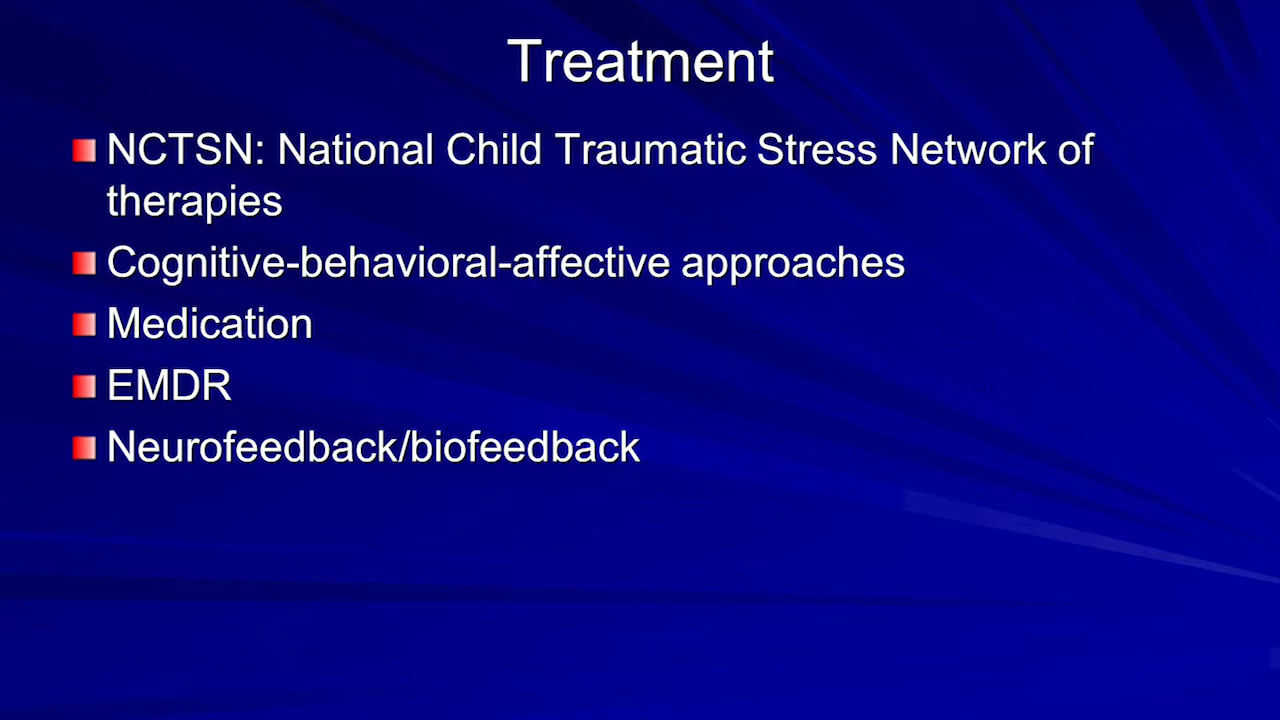 Treatment
NCTSN: National Child Traumatic Stress Network of
therapies
Cognitive-behavioral-affective approaches
Medication
EMDR
Neurofeedback/biofeedback